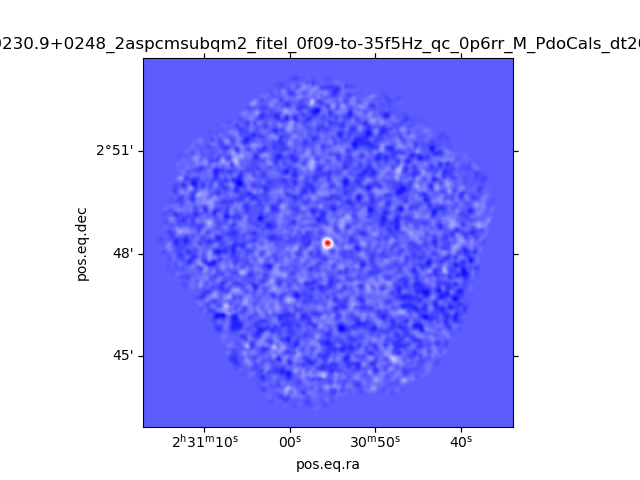 0230.9+0248_2aspcmsubqm2_fitel_0f09-to-35f5Hz_qc_0p6rr_M_PdoCals_dt20
2°51'
48'
45'
2ʰ31ᵐ10ˢ 00ˢ 30ᵐ50ˢ 40ˢ
pos.eq.ra
pos.eq.dec